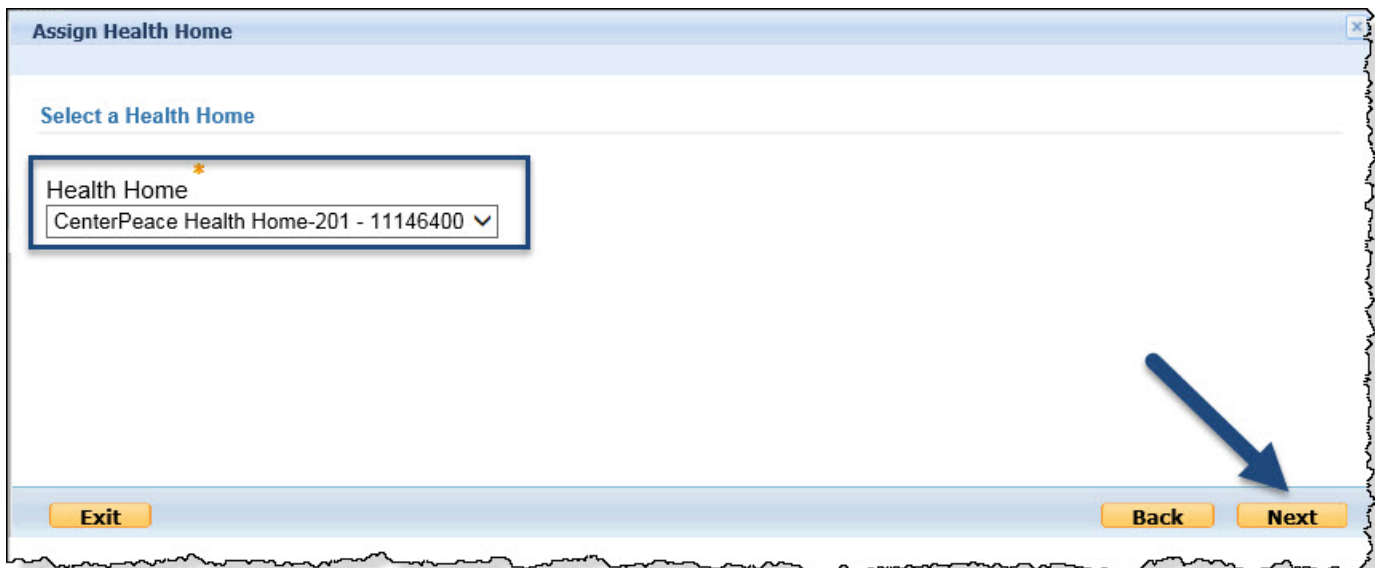 Assign Health Home
Select a Health Home
*
Health Home
CenterPeace Health Home-201 - 11146400
Exit
Back
Next